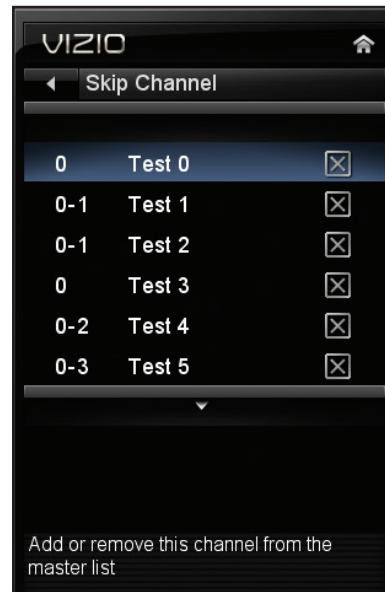 VIZIO
Skip Channel
0 Test 0
0-1 Test 1
0-1 Test 2
0 Test 3
0-2 Test 4
0-3 Test 5
Add or remove this channel from the
master list